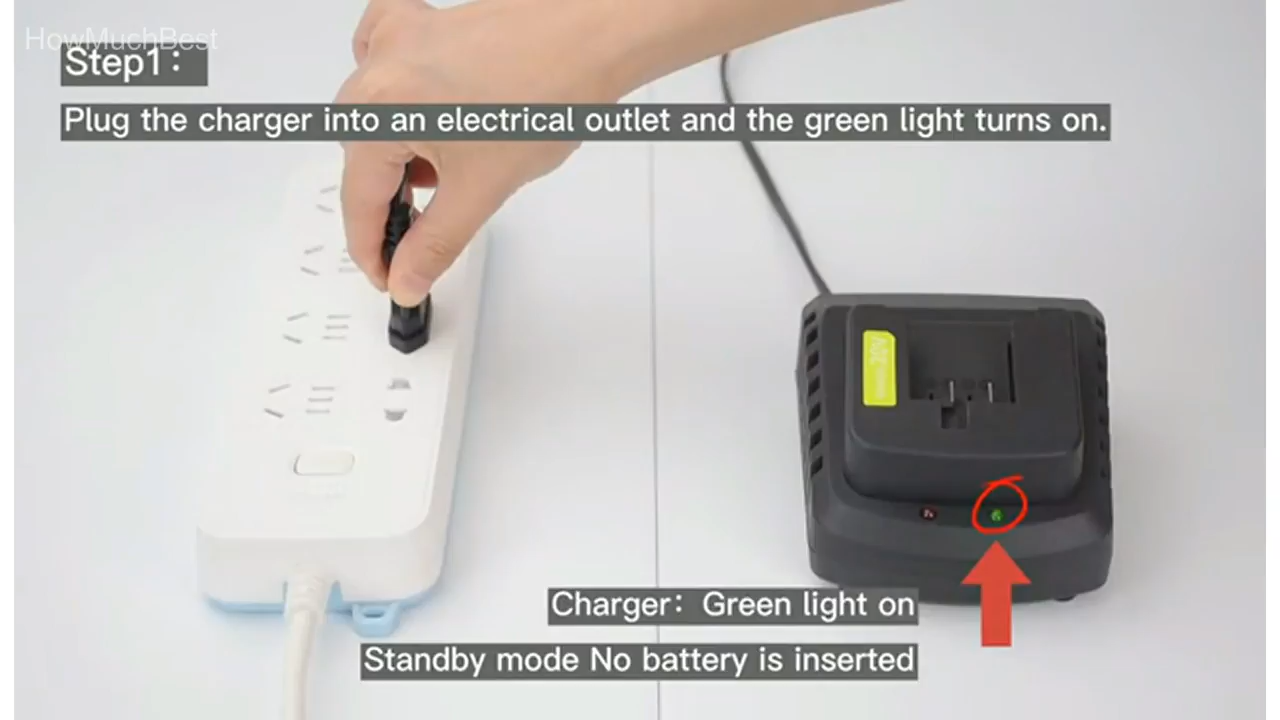 HowMuchBest
Step1：
Plug the charger into an electrical outlet and the green light turns on.
20V
Charger： Green light on
Standby mode No battery is inserted